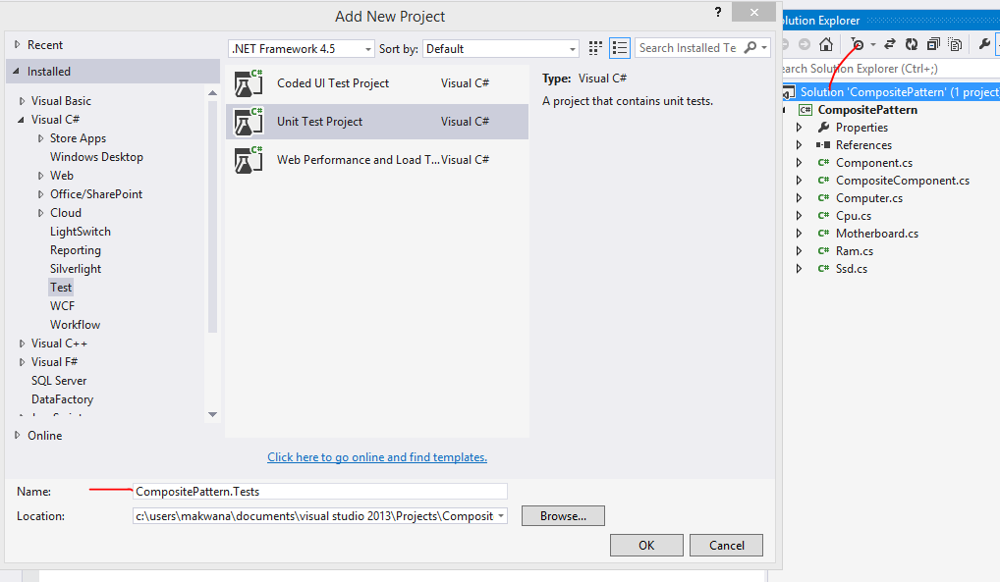 Add New Project
?
Recent
Installed
Visual Basic
Visual C#
Store Apps
Windows Desktop
Web
Office/SharePoint
Cloud
LightSwitch
Reporting
Silverlight
Test
WCF
Workflow
Visual C++
Visual F#
SQL Server
DataFactory
Online
.NET Framework 4.5
Sort by:
Default
Search Installed Te
C#
Coded UI Test Project
Visual C#
C#
Unit Test Project
Visual C#
C#
Web Performance and Load T...
Visual C#
Type: Visual C#
A project that contains unit tests.
Click here to go online and find templates.
Name:
CompositePattern.Tests
Location:
c:\users\makwana\documents\visual studio 2013\Projects\Composit
Browse...
OK
Cancel
olution Explorer
earch Solution Explorer (Ctrl+;)
Solution 'CompositePattern' (1 project
C# CompositePattern
Properties
References
C# Component.cs
C# CompositeComponent.cs
C# Computer.cs
C# Cpu.cs
C# Motherboard.cs
C# Ram.cs
C# Ssd.cs